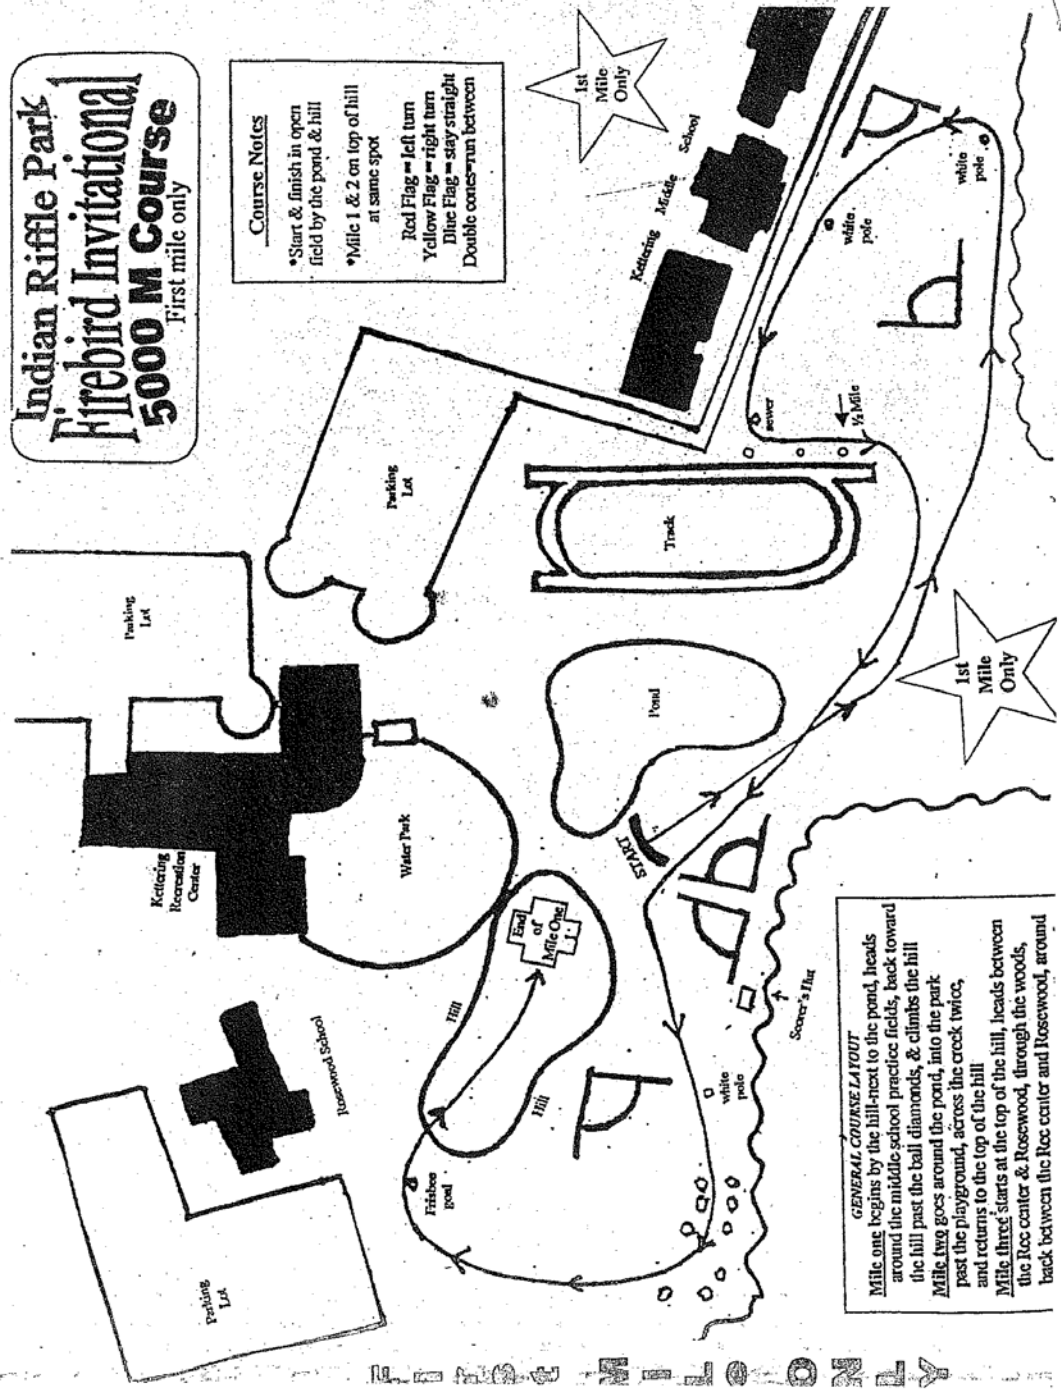 Indian Riffle Park
Firebird Invitational
5000 M Course
First mile only
Course Notes
*Start & finish in open
field by the pond & hill
*Mile 1 & 2 on top of hill
at same spot
Red Flag = left turn
Yellow Flag = right turn
Blue Flag = stay straight
Double cones=run between
1st
Mile
Only
Kettering Middle School
Parking
Lot
Parking
Lot
white
pole
white
pole
sewer
½ Mile
Track
Pond
Kettering
Recreation
Center
Water Park
START
1st
Mile
Only
End
of
Mile One
Hill
Hill
Rosewood School
Parking
Lot
Frisbee
goal
white
pole
Scorer's Hut
GENERAL COURSE LAYOUT
Mile one begins by the hill-next to the pond, heads
around the middle school practice fields, back toward
the hill past the ball diamonds, & climbs the hill
Mile two goes around the pond, into the park
past the playground, across the creek twice,
and returns to the top of the hill
Mile three starts at the top of the hill, heads between
the Rec center & Rosewood, through the woods,
back between the Rec center and Rosewood, around
First Mile ONLY